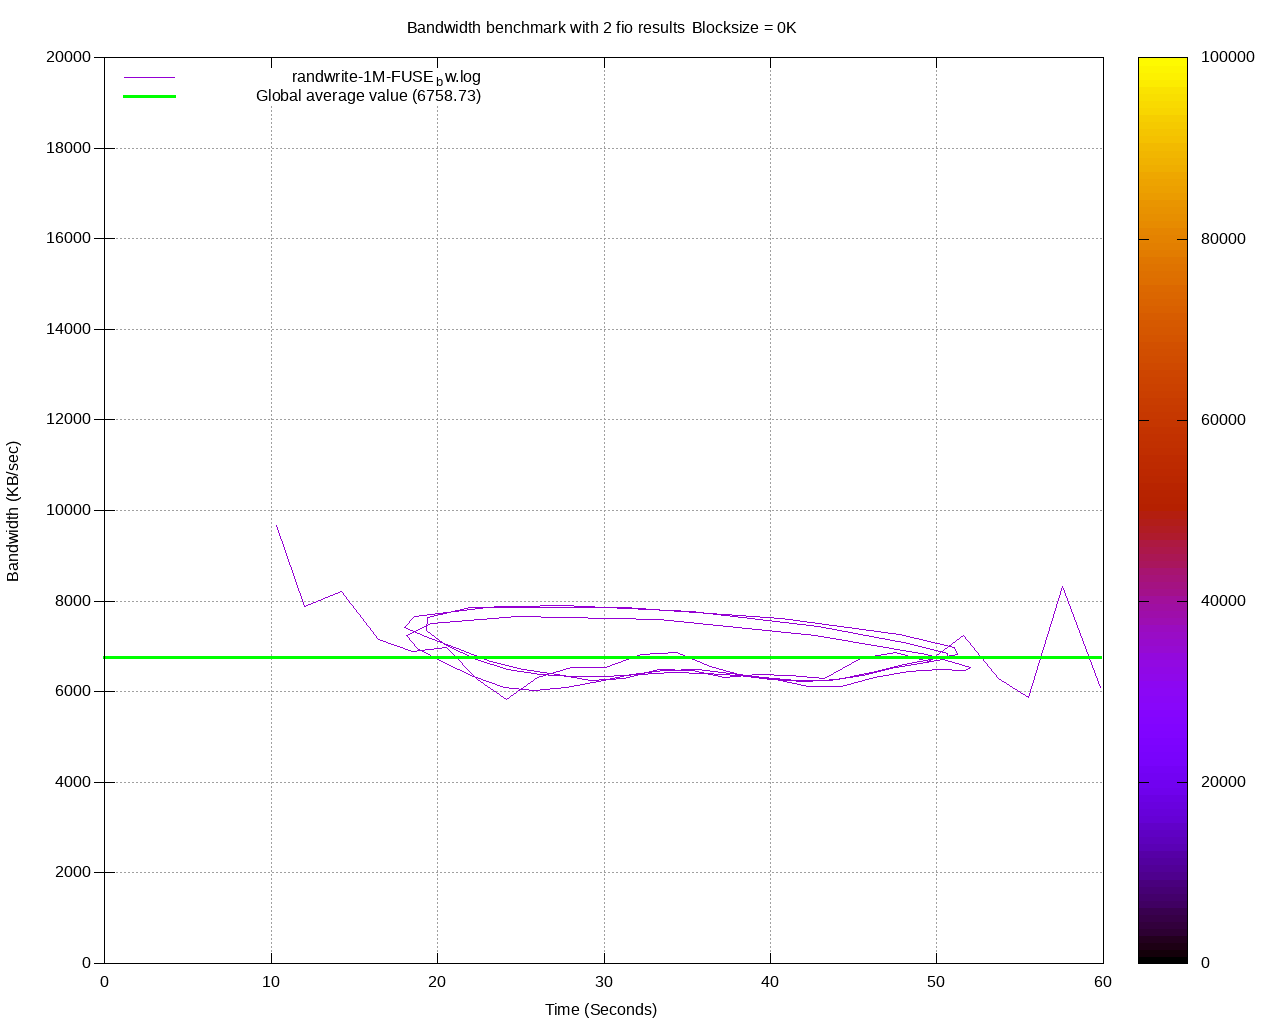 Bandwidth benchmark with 2 fio results Blocksize = 0K
randwrite-1M-FUSE_bw.log
Global average value (6758.73)
20000
18000
16000
14000
12000
10000
8000
6000
4000
2000
0
Bandwidth (KB/sec)
0 10 20 30 40 50 60
Time (Seconds)
100000
80000
60000
40000
20000
0